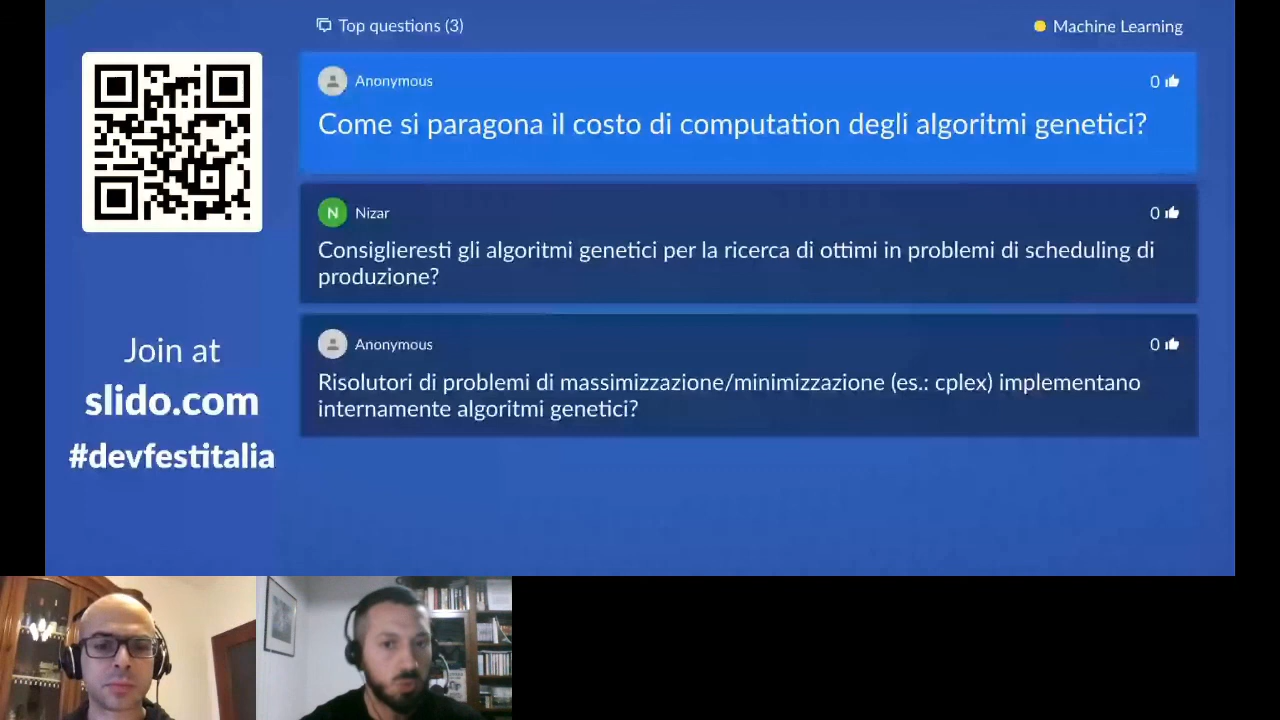 Top questions (3)
Machine Learning
Anonymous
0
Come si paragona il costo di computation degli algoritmi genetici?
N
Nizar
0
Consiglieresti gli algoritmi genetici per la ricerca di ottimi in problemi di scheduling di
produzione?
Anonymous
0
Risolutori di problemi di massimizzazione/minimizzazione (es.: cplex) implementano
internamente algoritmi genetici?
Join at
slido.com
#devfestitalia